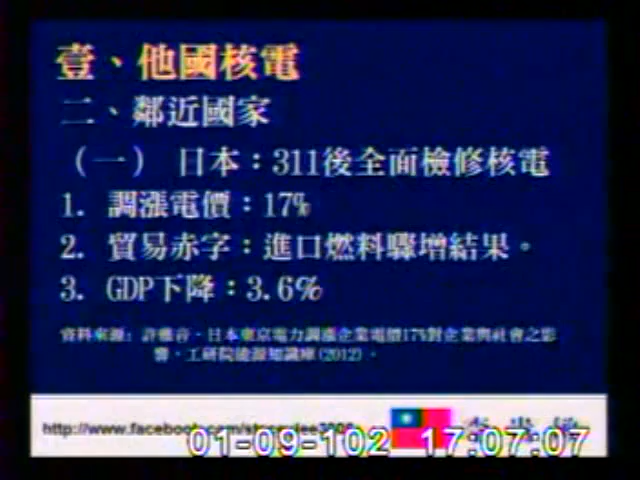 壹、他國核電
二、鄰近國家
（一） 日本：311後全面檢修核電
1. 調漲電價：17%
2. 貿易赤字：進口燃料驟增結果。
3. GDP下降：3.6%
資料來源：許雅音，日本東京電力調漲企業電價17%對企業與社會之影
響，工研院能源知識庫(2012)。
http://www.facebook.com/
01-09-102 17:07:07